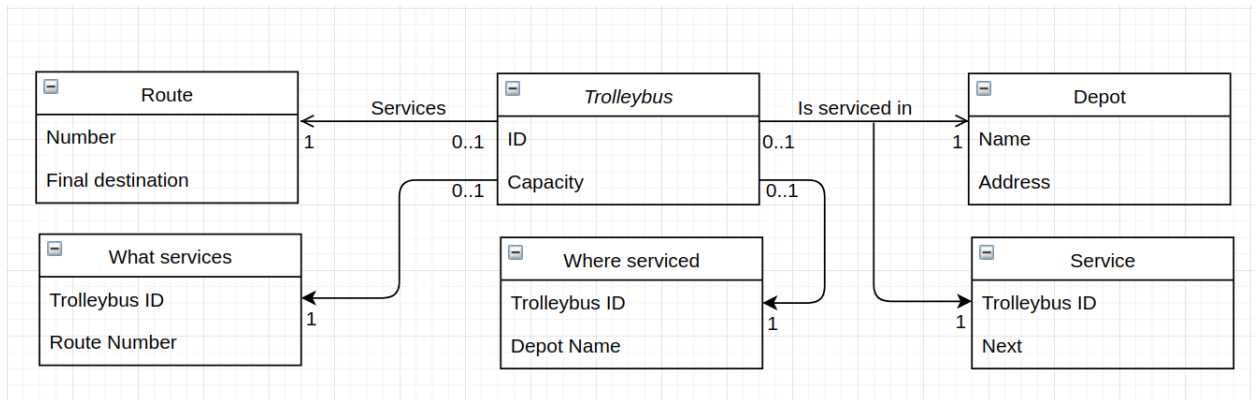 Route
Number
Final destination
Services
1
0..1
0..1
Trolleybus
ID
Capacity
Is serviced in
0..1
1
0..1
Depot
Name
Address
What services
Trolleybus ID
Route Number
1
Where serviced
Trolleybus ID
Depot Name
1
Service
Trolleybus ID
Next
1